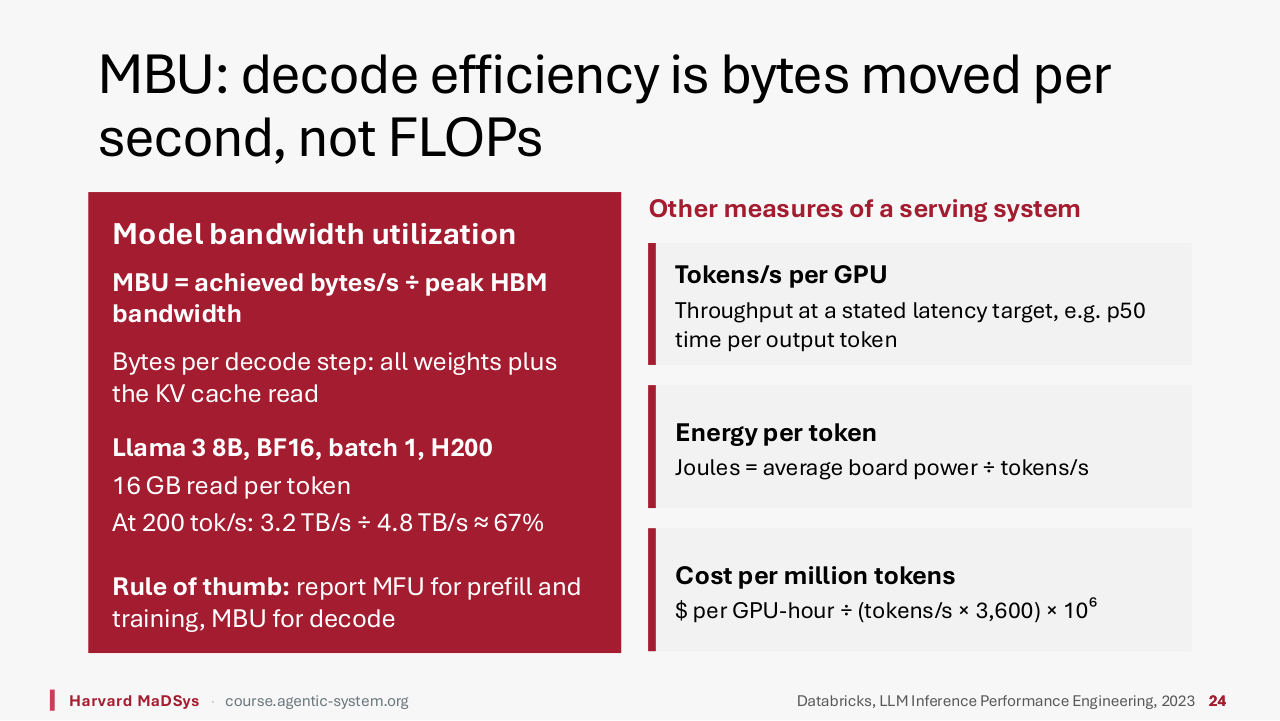 MBU: decode efficiency is bytes moved per
second, not FLOPs
Model bandwidth utilization
MBU = achieved bytes/s ÷ peak HBM
bandwidth
Bytes per decode step: all weights plus
the KV cache read
Llama 3 8B, BF16, batch 1, H200
16 GB read per token
At 200 tok/s: 3.2 TB/s ÷ 4.8 TB/s ≈ 67%
Rule of thumb: report MFU for prefill and
training, MBU for decode
Other measures of a serving system
Tokens/s per GPU
Throughput at a stated latency target, e.g. p50
time per output token
Energy per token
Joules = average board power ÷ tokens/s
Cost per million tokens
$ per GPU-hour ÷ (tokens/s × 3,600) × 10⁶
Harvard MaDSys · course.agentic-system.org
Databricks, LLM Inference Performance Engineering, 2023 24